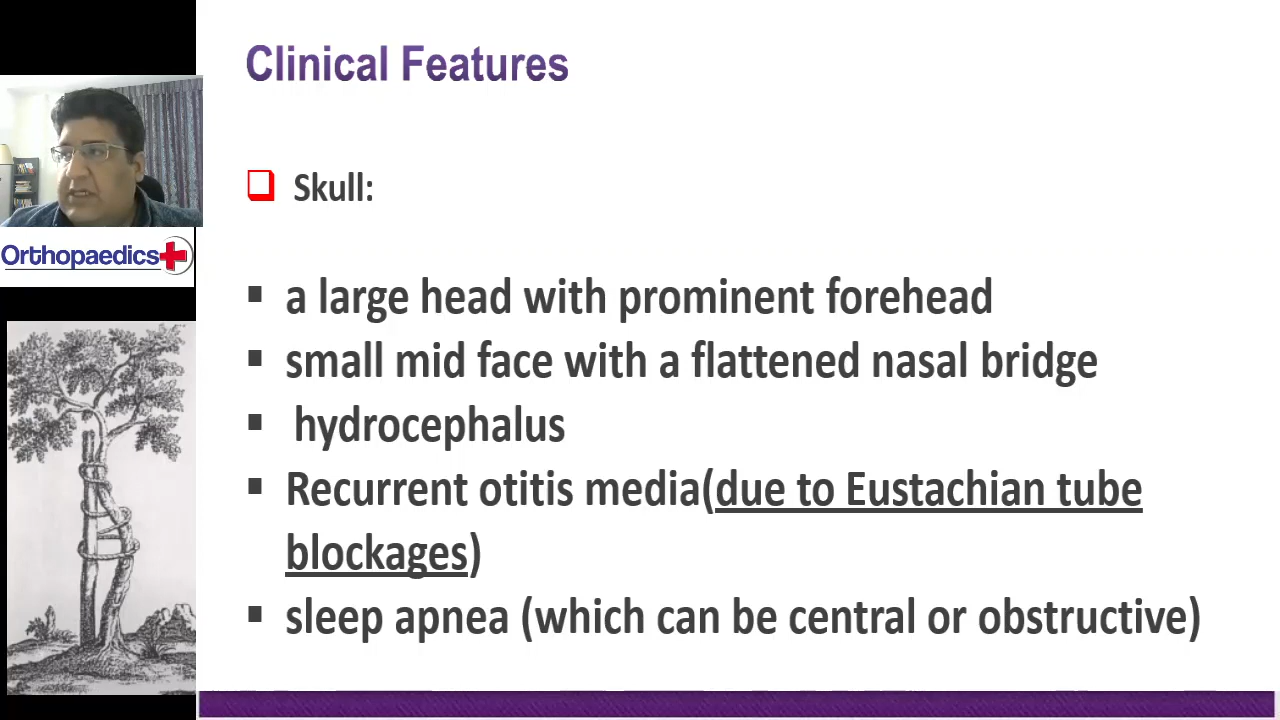 Clinical Features
Skull:
Orthopaedics
a large head with prominent forehead
small mid face with a flattened nasal bridge
hydrocephalus
Recurrent otitis media(due to Eustachian tube
blockages)
sleep apnea (which can be central or obstructive)